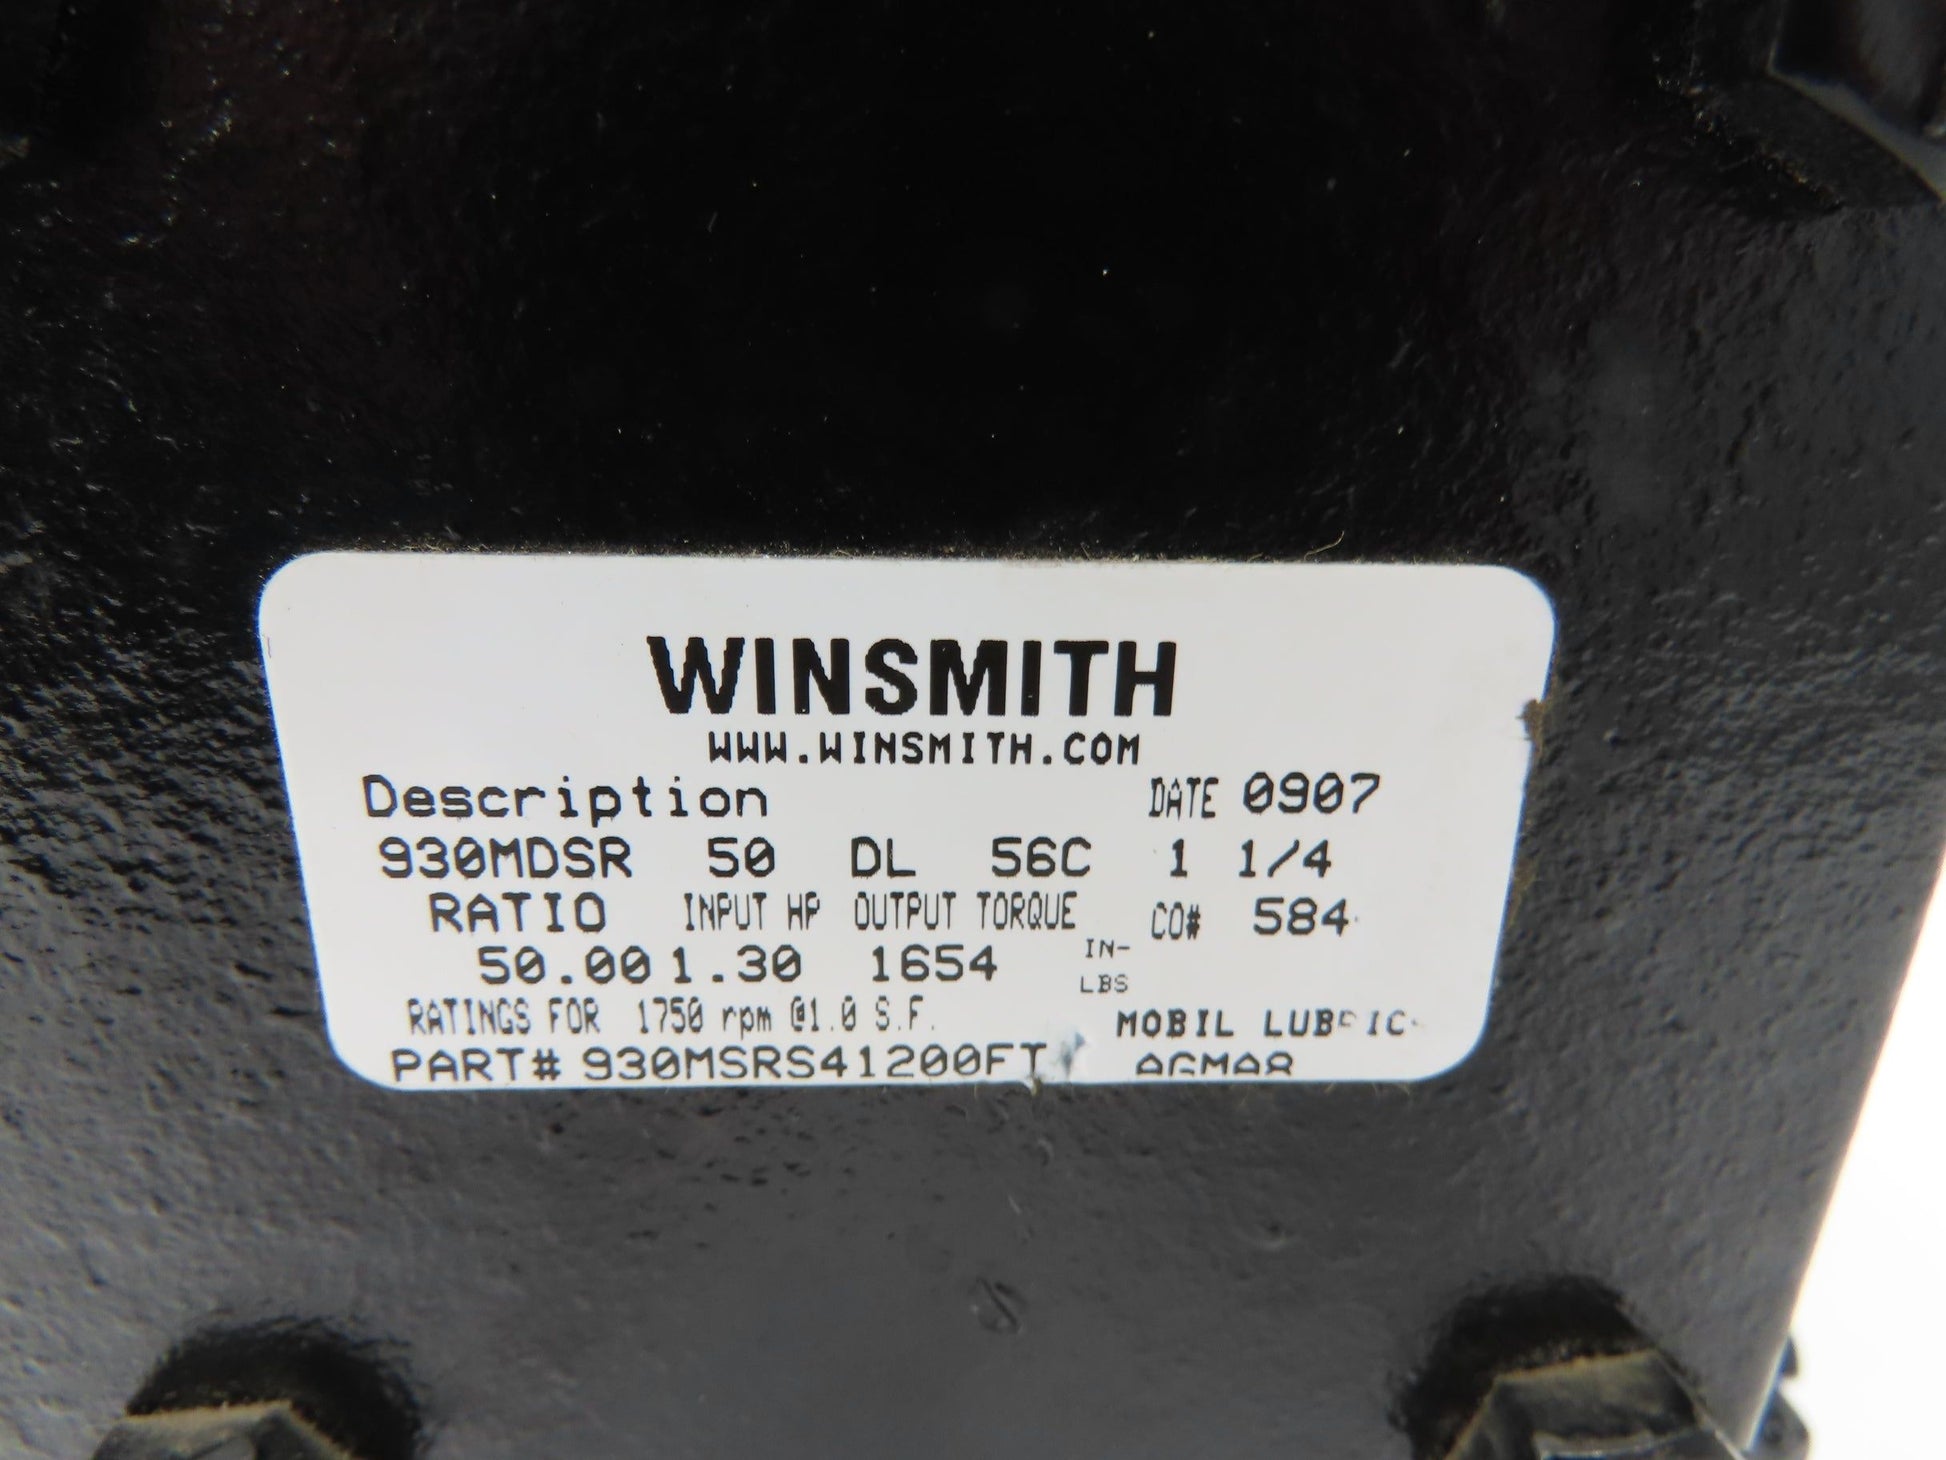 WINSMITH
WWW.WINSMITH.COM
Description DATE 0907
930MDSR 50 DL 56C 1 1/4
RATIO INPUT HP OUTPUT TORQUE CO# 584
50.00 1.30 1654 IN-LBS
RATINGS FOR 1750 rpm @1.0 S.F. MOBIL
PART# 930MSRS41200FT